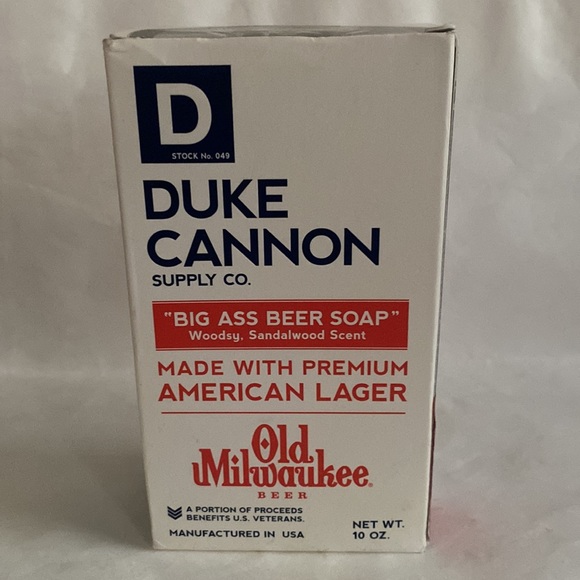 D
STOCK No. 049
DUKE
CANNON
SUPPLY CO.
"BIG ASS BEER SOAP"
Woodsy, Sandalwood Scent
MADE WITH PREMIUM
AMERICAN LAGER
Old
Milwaukee®
BEER
A PORTION OF PROCEEDS
BENEFITS U.S. VETERANS.
MANUFACTURED IN USA
NET WT.
10 OZ.